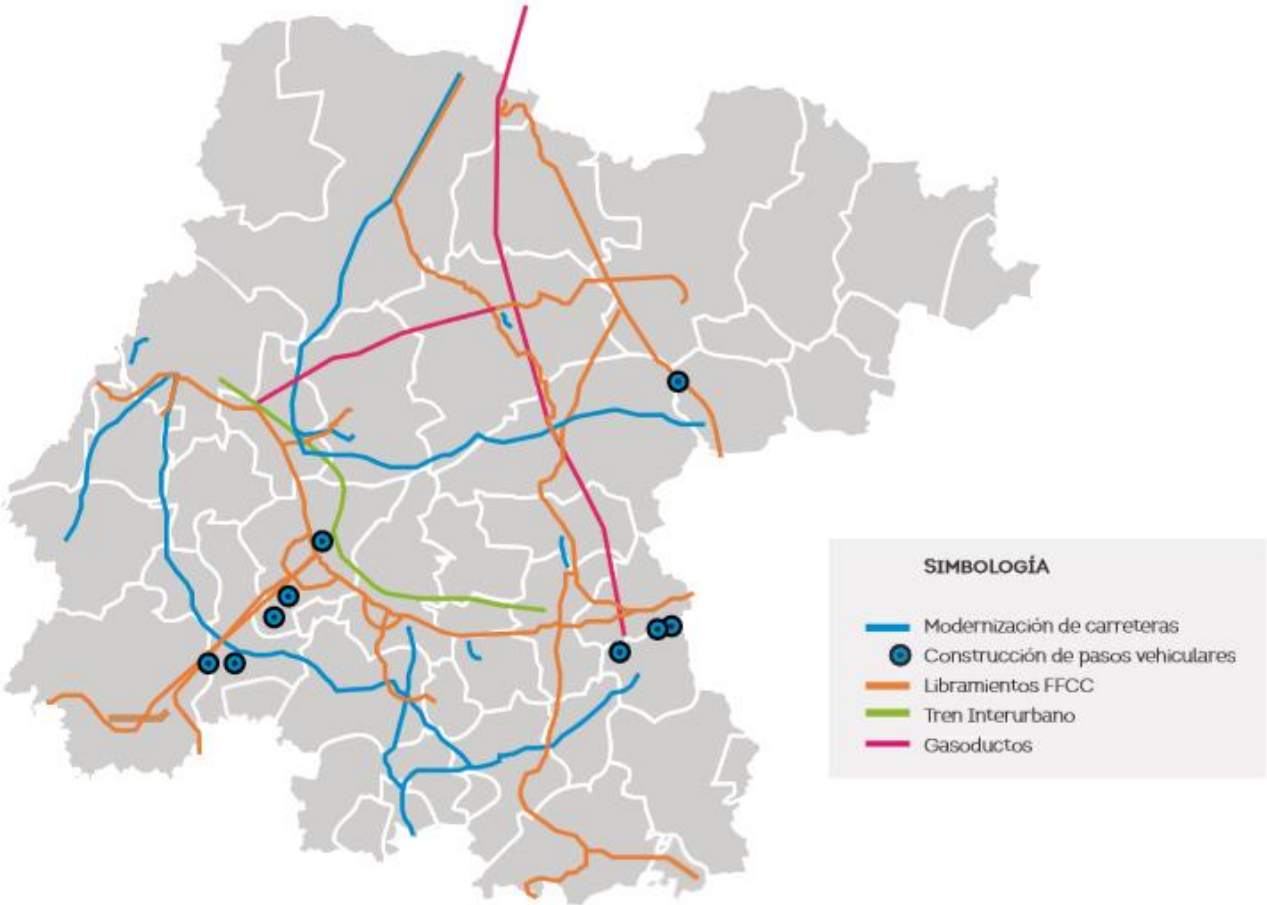 SIMBOLOGÍA
Modernización de carreteras
Construcción de pasos vehiculares
Libramientos FFCC
Tren Interurbano
Gasoductos